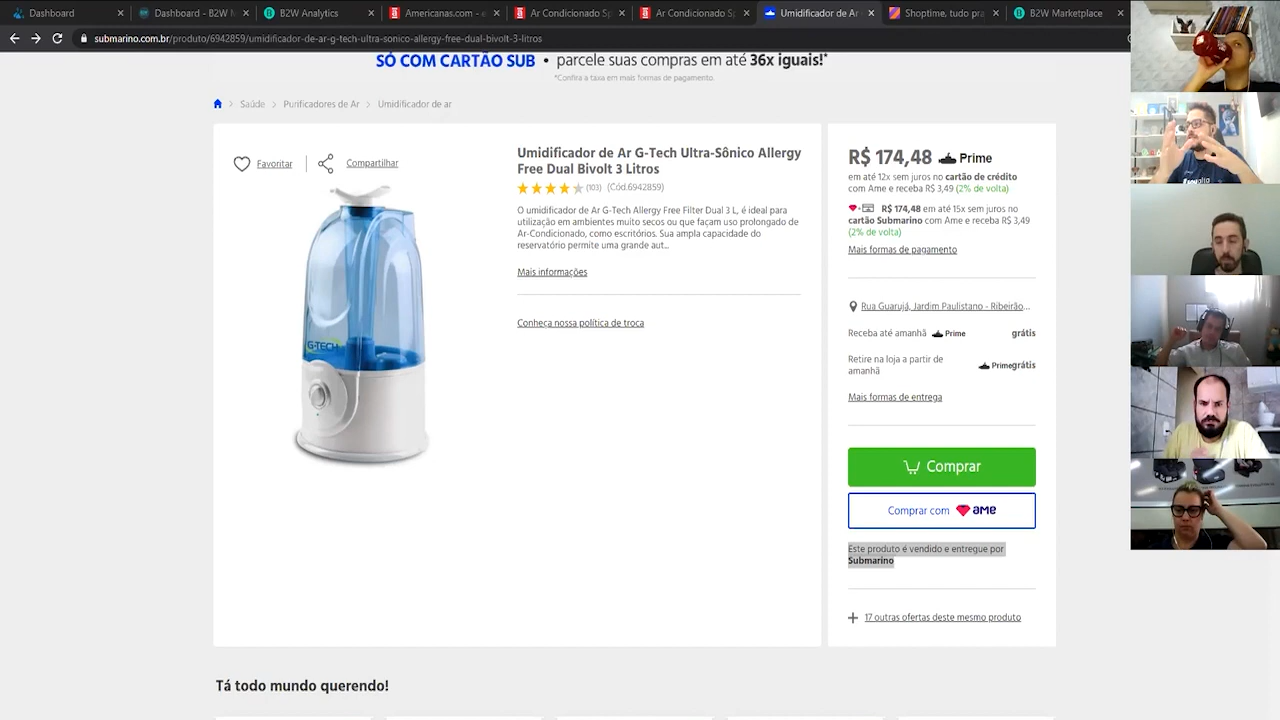 Dashboard
Dashboard - B2W M
B2W Analytics
Americanas.com - e
Ar Condicionado Sp
Ar Condicionado Sp
Umidificador de Ar
Shoptime, tudo pra
B2W Marketplace
submarino.com.br/produto/6942859/umidificador-de-ar-g-tech-ultra-sonico-allergy-free-dual-bivolt-3-litros
SÓ COM CARTÃO SUB • parcele suas compras em até 36x iguais!*
*Confira a taxa em mais formas de pagamento.
Saúde > Purificadores de Ar > Umidificador de ar
Favoritar
Compartilhar
G-TECH
Umidificador de Ar G-Tech Ultra-Sônico Allergy
Free Dual Bivolt 3 Litros
(103) (Cód.6942859)
O umidificador de Ar G-Tech Allergy Free Filter Dual 3 L, é ideal para
utilização em ambientes muito secos ou que façam uso prolongado de
Ar-Condicionado, como escritórios. Sua ampla capacidade do
reservatório permite uma grande aut...
Mais informações
Conheça nossa política de troca
R$ 174,48 Prime
em até 12x sem juros no cartão de crédito
com Ame e receba R$ 3,49 (2% de volta)
R$ 174,48 em até 15x sem juros no
cartão Submarino com Ame e receba R$ 3,49
(2% de volta)
Mais formas de pagamento
Rua Guarujá, Jardim Paulistano - Ribeirão...
Receba até amanhã Prime grátis
Retire na loja a partir de
amanhã
Prime grátis
Mais formas de entrega
Comprar
Comprar com ame
Este produto é vendido e entregue por
Submarino
17 outras ofertas deste mesmo produto
Tá todo mundo querendo!